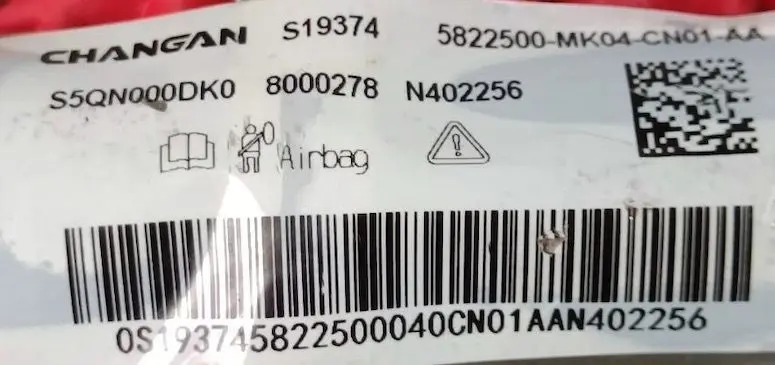 CHANGAN S19374 5822500-MK04-CN01-AA
S5QN000DK0 8000278 N402256
Airbag
0S193745822500040CN01AAN402256